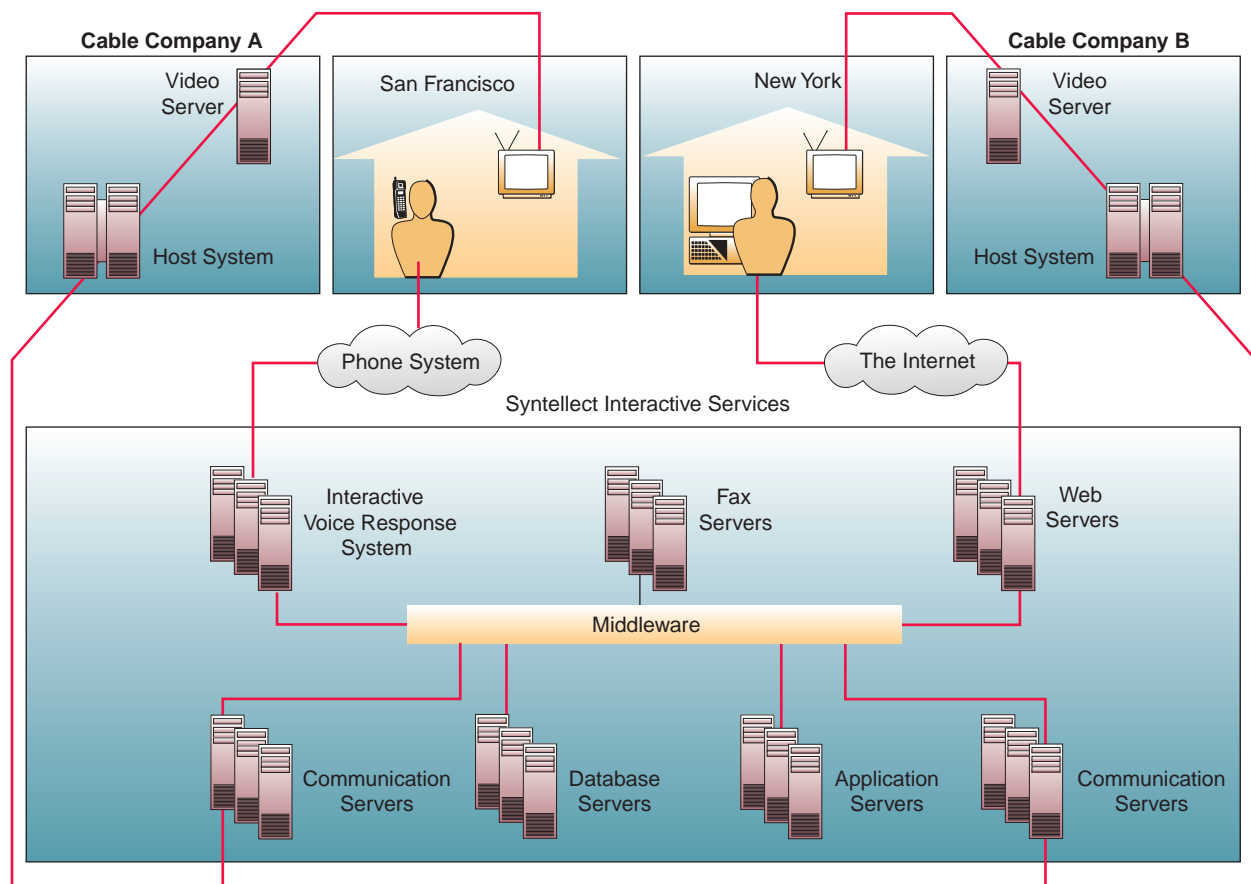 Cable Company A
Cable Company B
Video
Server
San Francisco
New York
Video
Server
Host System
Host System
Phone System
The Internet
Syntellect Interactive Services
Interactive
Voice Response
System
Fax
Servers
Web
Servers
Middleware
Communication
Servers
Database
Servers
Application
Servers
Communication
Servers